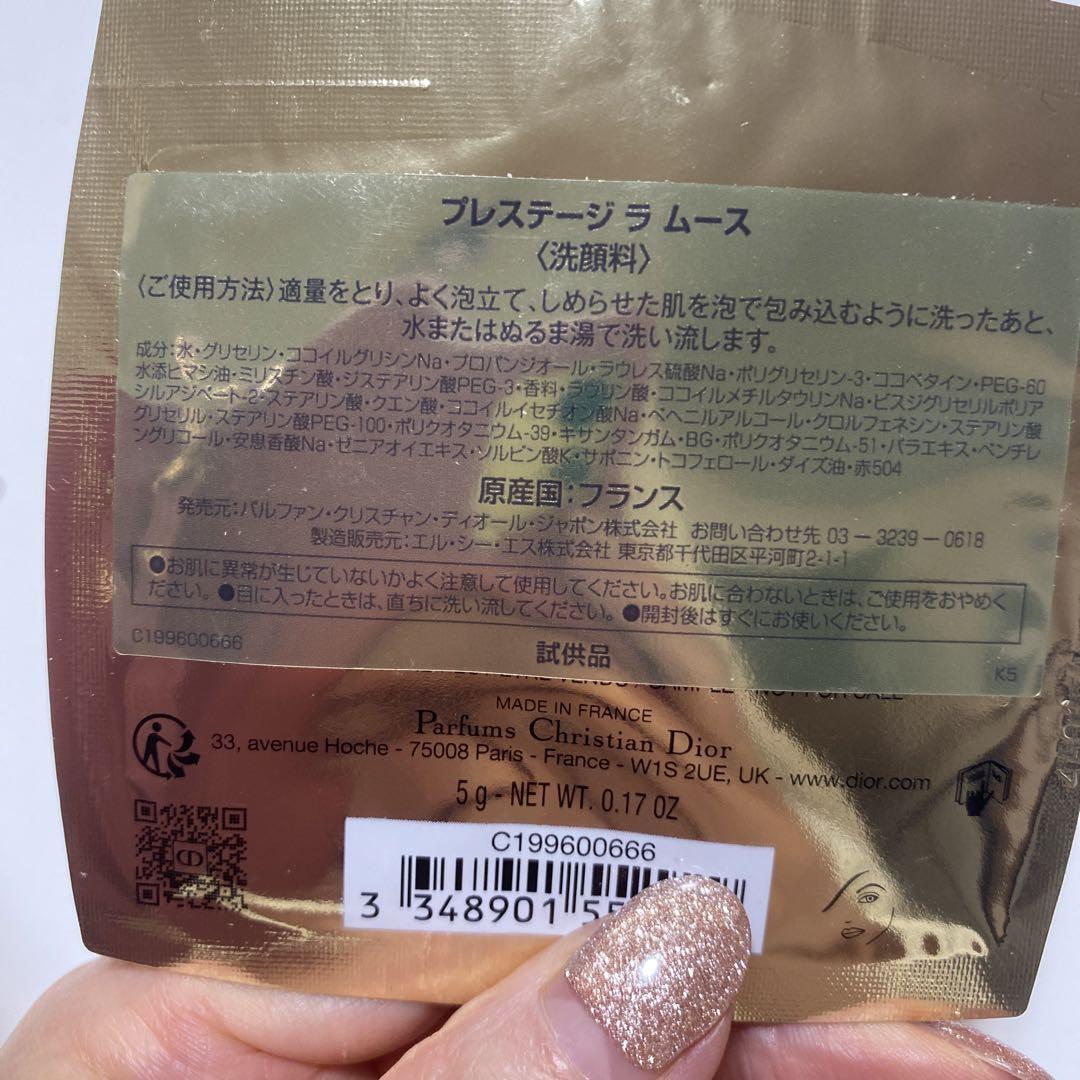 プレステージ ラ ムース
〈洗顔料〉
〈ご使用方法〉適量をとり、よく泡立て、しめらせた肌を泡で包み込むように洗ったあと、
水またはぬるま湯で洗い流します。
成分:水・グリセリン・ココイルグリシンNa・プロパンジオール・ラウレス硫酸Na・ポリグリセリン-3・ココベタイン・PEG-60
水添ヒマシ油・ミリスチン酸・ジステアリン酸PEG-3・香料・ラウリン酸・ココイルメチルタウリンNa・ビスジグリセリルポリア
シルアジペート-2・ステアリン酸・クエン酸・ココイルイセチオン酸Na・ベヘニルアルコール・クロルフェネシン・ステアリン酸
グリセリル・ステアリン酸PEG-100・ポリクオタニウム-39・キサンタンガム・BG・ポリクオタニウム-51・バラエキス・ペンチレ
ングリコール・安息香酸Na・ゼニアオイエキス・ソルビン酸K・サポニン・トコフェロール・ダイズ油・赤504
原産国:フランス
発売元:パルファン・クリスチャン・ディオール・ジャポン株式会社 お問い合わせ先 03-3239-0618
製造販売元:エル・シー・エス株式会社 東京都千代田区平河町2-1-1
●お肌に異常が生じていないかよく注意して使用してください。お肌に合わないときは、ご使用をおやめく
ださい。●目に入ったときは、直ちに洗い流してください。●開封後はすぐにお使いください。
C199600666
試供品
K5
MADE IN FRANCE
Parfums Christian Dior
33, avenue Hoche - 75008 Paris - France - W1S 2UE, UK - www.dior.com
5 g - NET WT. 0.17 OZ
C199600666
3 348901